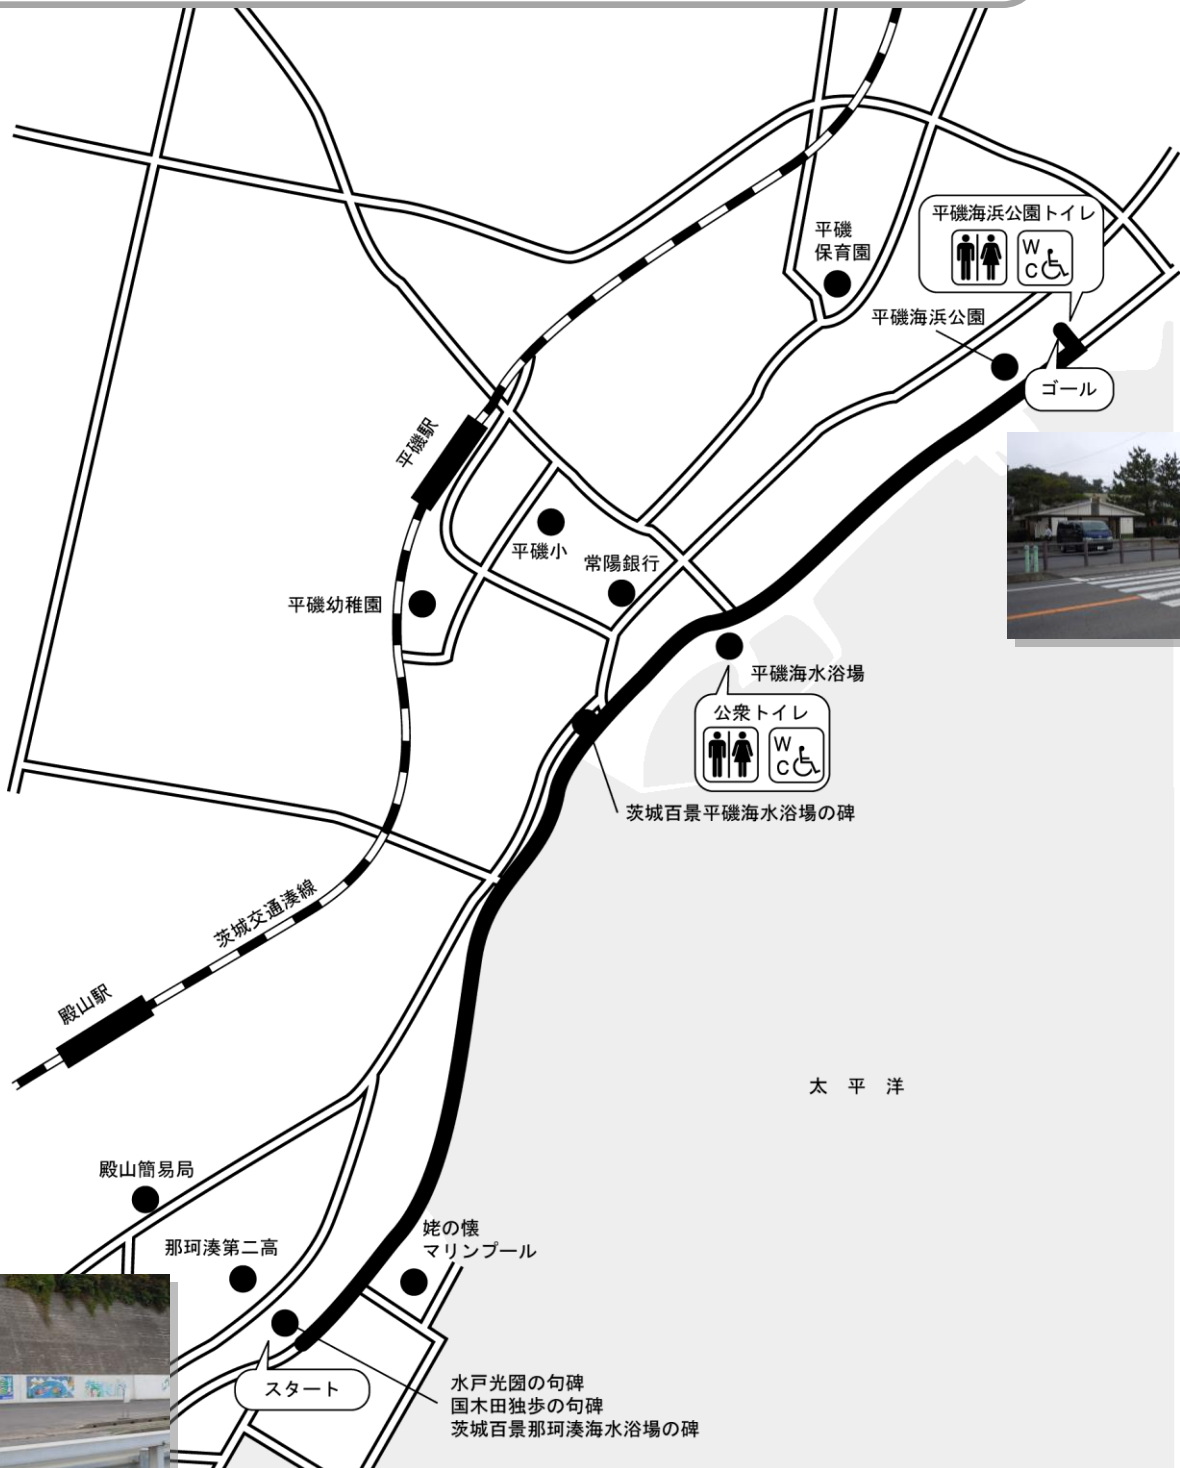 平磯海浜公園トイレ
W
C
平磯
保育園
平磯海浜公園
ゴール
平磯駅
平磯小
常陽銀行
平磯幼稚園
平磯海水浴場
公衆トイレ
W
C
茨城百景平磯海水浴場の碑
茨城交通湊線
殿山駅
太平洋
殿山簡易局
那珂湊第二高
姥の懐
マリンプール
スタート
水戸光圀の句碑
国木田独歩の句碑
茨城百景那珂湊海水浴場の碑